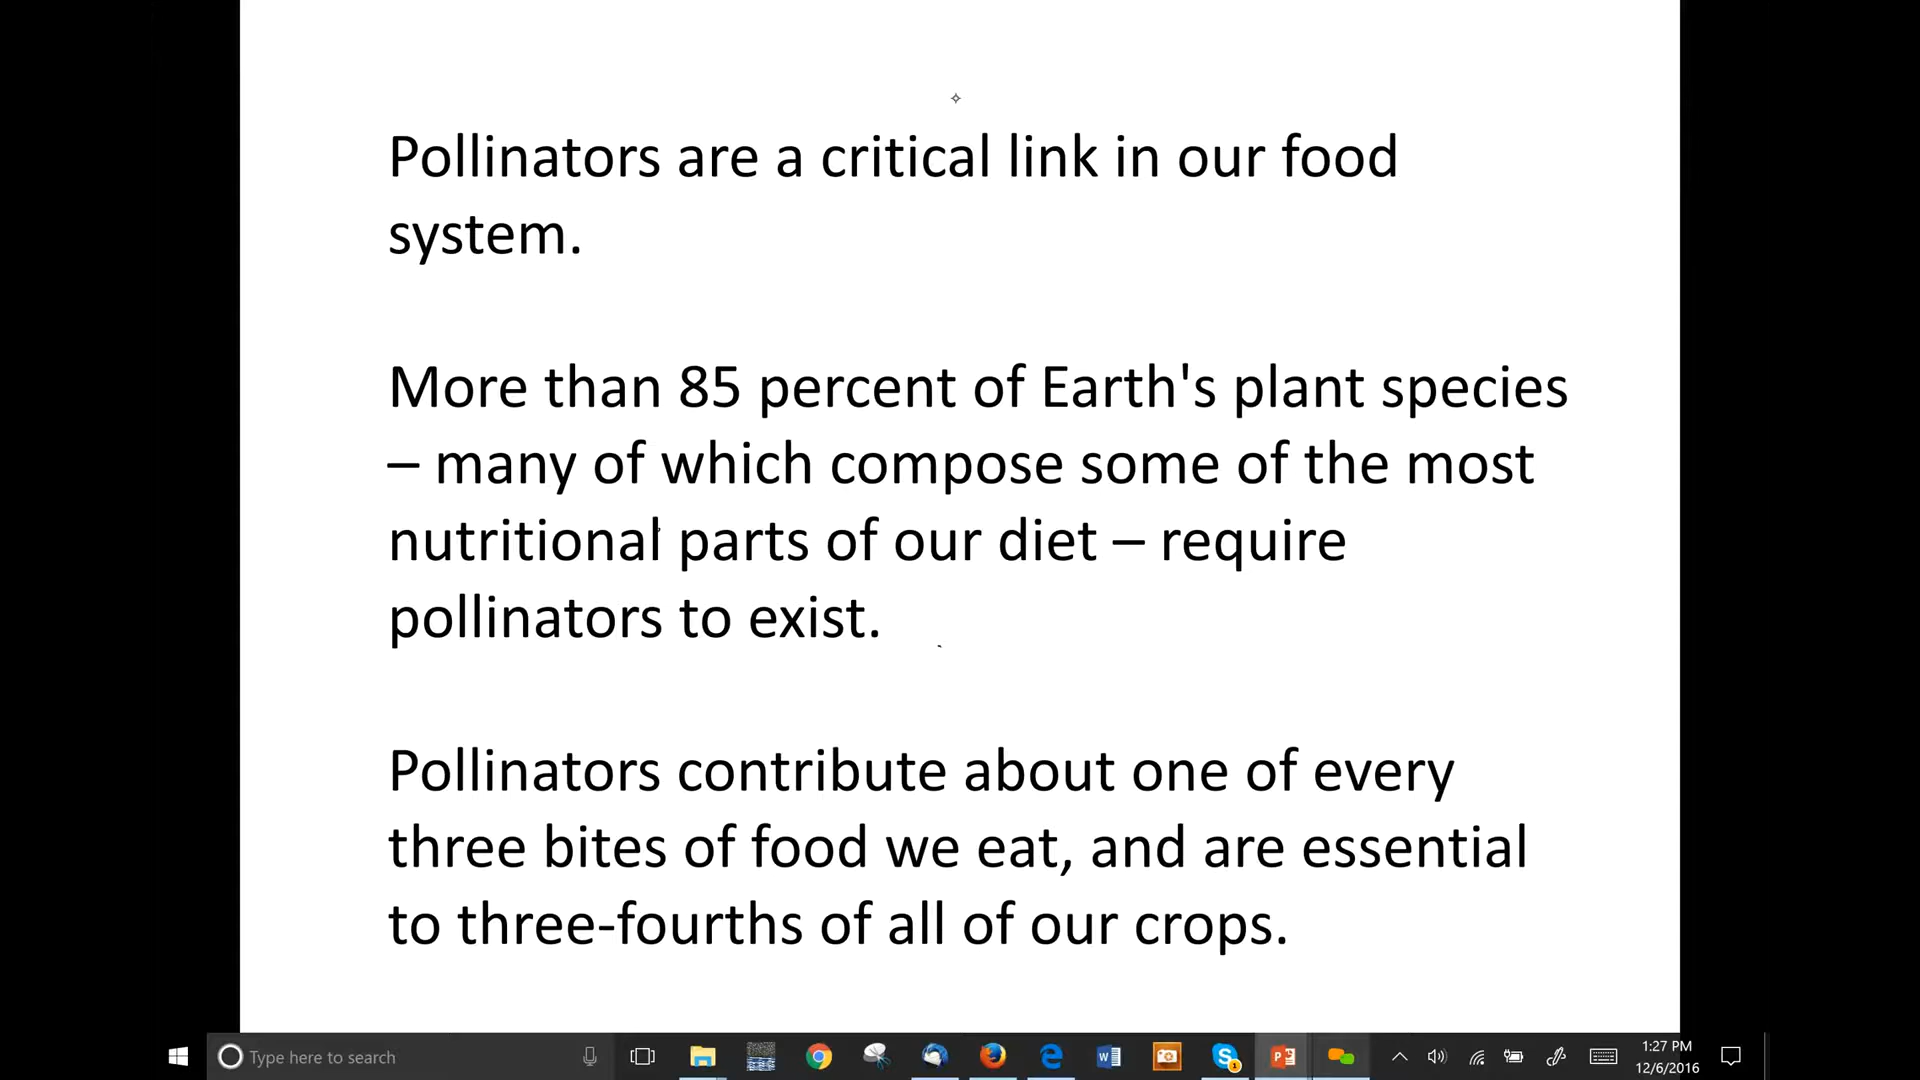 Pollinators are a critical link in our food
system.
More than 85 percent of Earth's plant species
– many of which compose some of the most
nutritional parts of our diet – require
pollinators to exist.
Pollinators contribute about one of every
three bites of food we eat, and are essential
to three-fourths of all of our crops.
Type here to search
1:27 PM
12/6/2016